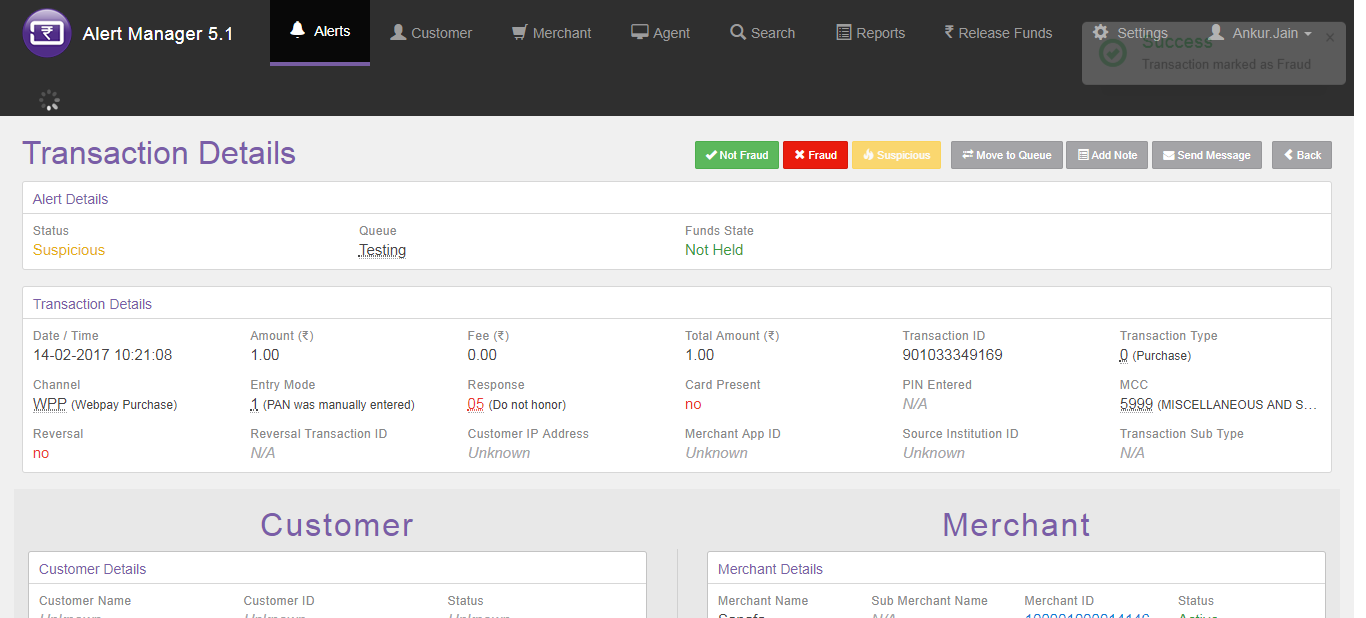 Alert Manager 5.1
Alerts
Customer
Merchant
Agent
Search
Reports
₹ Release Funds
Settings
Ankur.Jain
Success
x
Transaction marked as Fraud
Transaction Details
Not Fraud
Fraud
Suspicious
Move to Queue
Add Note
Send Message
Back
Alert Details
Status Queue Funds State
Suspicious Testing Not Held
Transaction Details
Date / Time Amount (₹) Fee (₹) Total Amount (₹) Transaction ID Transaction Type
14-02-2017 10:21:08 1.00 0.00 1.00 901033349169 0 (Purchase)
Channel Entry Mode Response Card Present PIN Entered MCC
WPP (Webpay Purchase) 1 (PAN was manually entered) 05 (Do not honor) no N/A 5999 (MISCELLANEOUS AND S…
Reversal Reversal Transaction ID Customer IP Address Merchant App ID Source Institution ID Transaction Sub Type
no N/A Unknown Unknown Unknown N/A
Customer
Customer Details
Customer Name Customer ID Status
Unknown Unknown Unknown
Merchant
Merchant Details
Merchant Name Sub Merchant Name Merchant ID Status
N/A Active